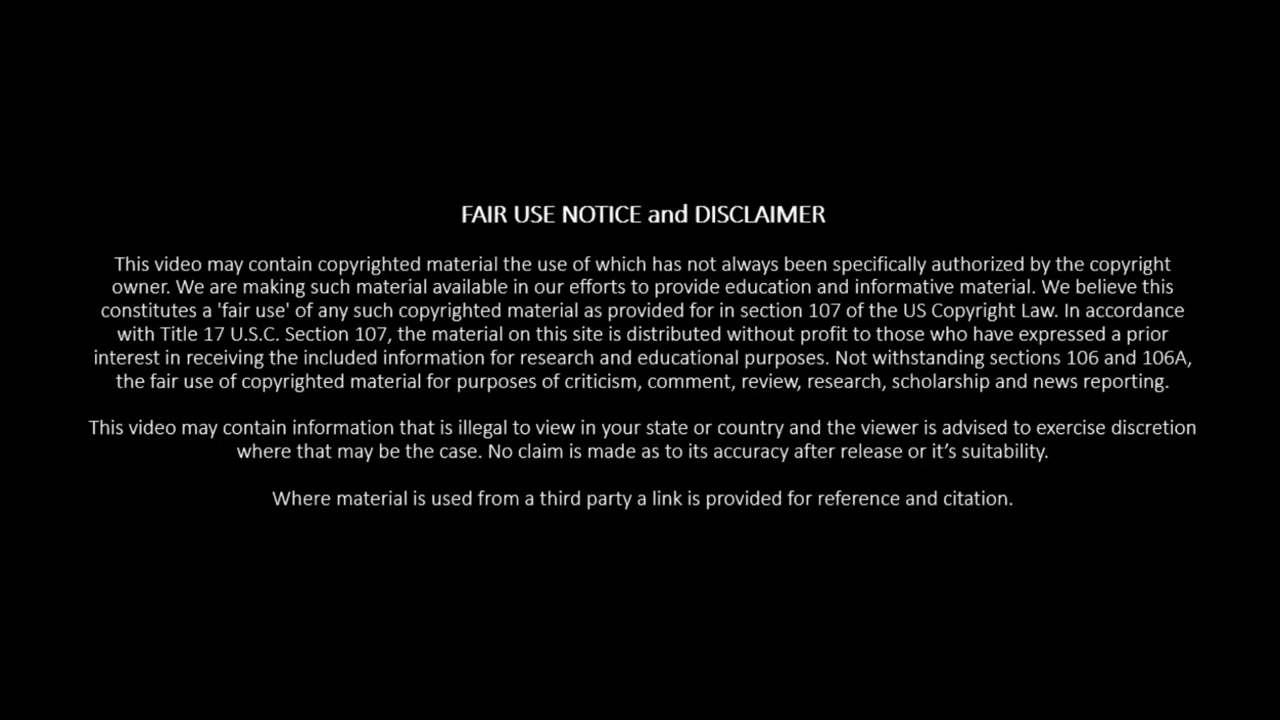 FAIR USE NOTICE and DISCLAIMER
This video may contain copyrighted material the use of which has not always been specifically authorized by the copyright
owner. We are making such material available in our efforts to provide education and informative material. We believe this
constitutes a 'fair use' of any such copyrighted material as provided for in section 107 of the US Copyright Law. In accordance
with Title 17 U.S.C. Section 107, the material on this site is distributed without profit to those who have expressed a prior
interest in receiving the included information for research and educational purposes. Not withstanding sections 106 and 106A,
the fair use of copyrighted material for purposes of criticism, comment, review, research, scholarship and news reporting.
This video may contain information that is illegal to view in your state or country and the viewer is advised to exercise discretion
where that may be the case. No claim is made as to its accuracy after release or it’s suitability.
Where material is used from a third party a link is provided for reference and citation.